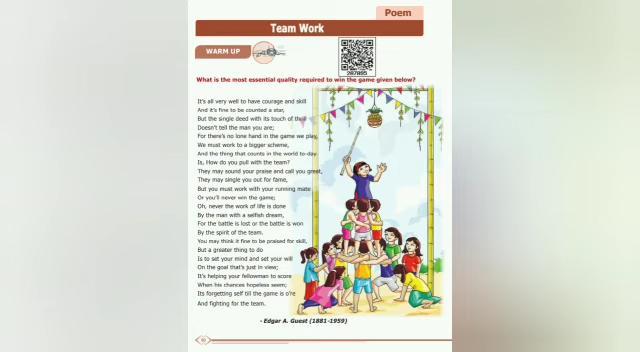 Poem
Team Work
WARM UP
287895
What is the most essential quality required to win the game given below?
It's all very well to have courage and skill
And it's fine to be counted a star,
But the single deed with its touch of thrill
Doesn't tell the man you are;
For there's no lone hand in the game we play,
We must work to a bigger scheme,
And the thing that counts in the world to-day
Is, How do you pull with the team?
They may sound your praise and call you great,
They may single you out for fame,
But you must work with your running mate
Or you'll never win the game;
Oh, never the work of life is done
By the man with a selfish dream,
For the battle is lost or the battle is won
By the spirit of the team.
You may think it fine to be praised for skill,
But a greater thing to do
Is to set your mind and set your will
On the goal that's just in view;
It's helping your fellowman to score
When his chances hopeless seem;
Its forgetting self till the game is o're
And fighting for the team.
- Edgar A. Guest (1881-1959)